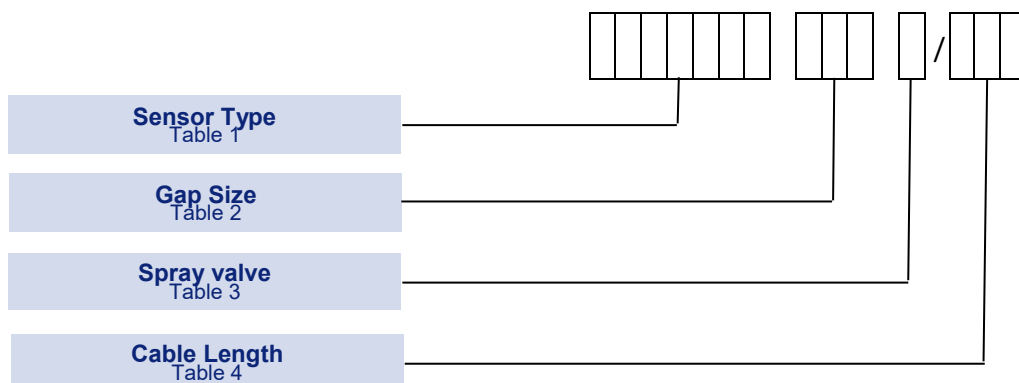 /
Sensor Type
Table 1
Gap Size
Table 2
Spray valve
Table 3
Cable Length
Table 4